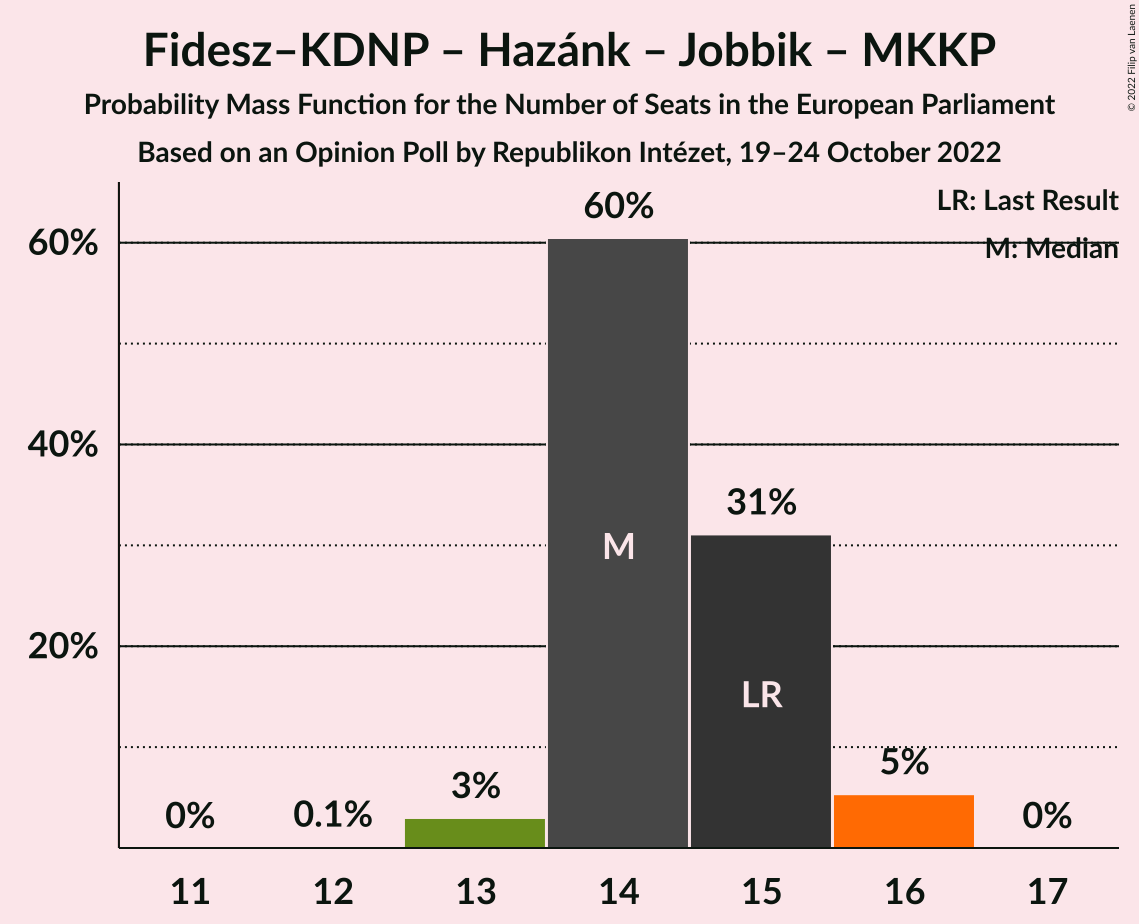 Fidesz–KDNP – Hazánk – Jobbik – MKKP
Probability Mass Function for the Number of Seats in the European Parliament
Based on an Opinion Poll by Republikon Intézet, 19–24 October 2022
© 2022 Filip van Laenen
LR: Last Result
M: Median
60%
40%
20%
0%
0.1%
3%
60%
31%
5%
0%
M
LR
11 12 13 14 15 16 17